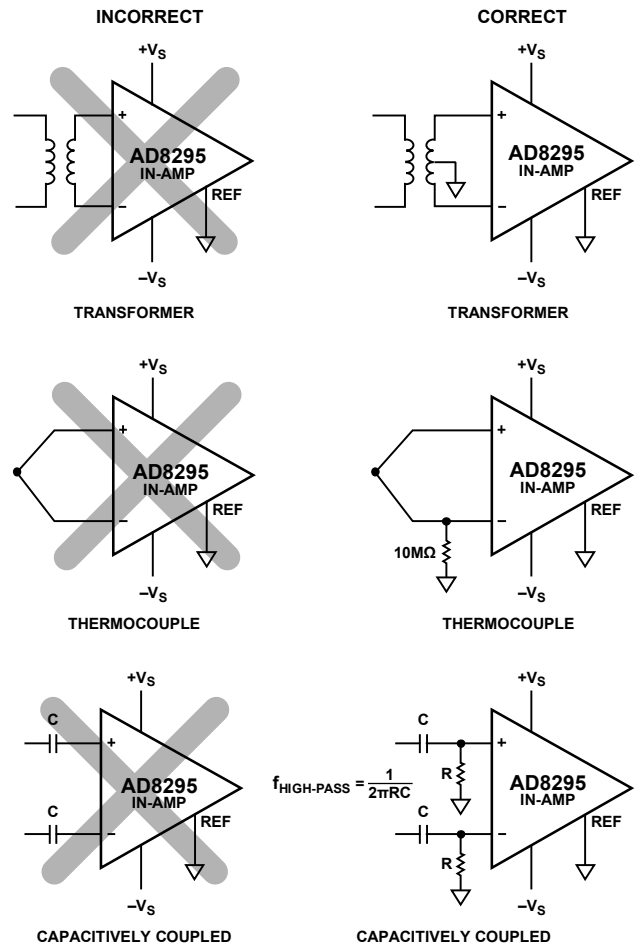 INCORRECT
CORRECT
+VS
+
AD8295
IN-AMP
REF
−
−VS
TRANSFORMER
+VS
+
AD8295
IN-AMP
REF
−
−VS
TRANSFORMER
+VS
+
AD8295
IN-AMP
REF
−
−VS
THERMOCOUPLE
+VS
+
AD8295
IN-AMP
REF
−
10MΩ
−VS
THERMOCOUPLE
+VS
C
+
AD8295
IN-AMP
REF
C
−
−VS
CAPACITIVELY COUPLED
fHIGH-PASS = 1/2πRC
+VS
C
+
R
AD8295
IN-AMP
REF
C
−
R
−VS
CAPACITIVELY COUPLED